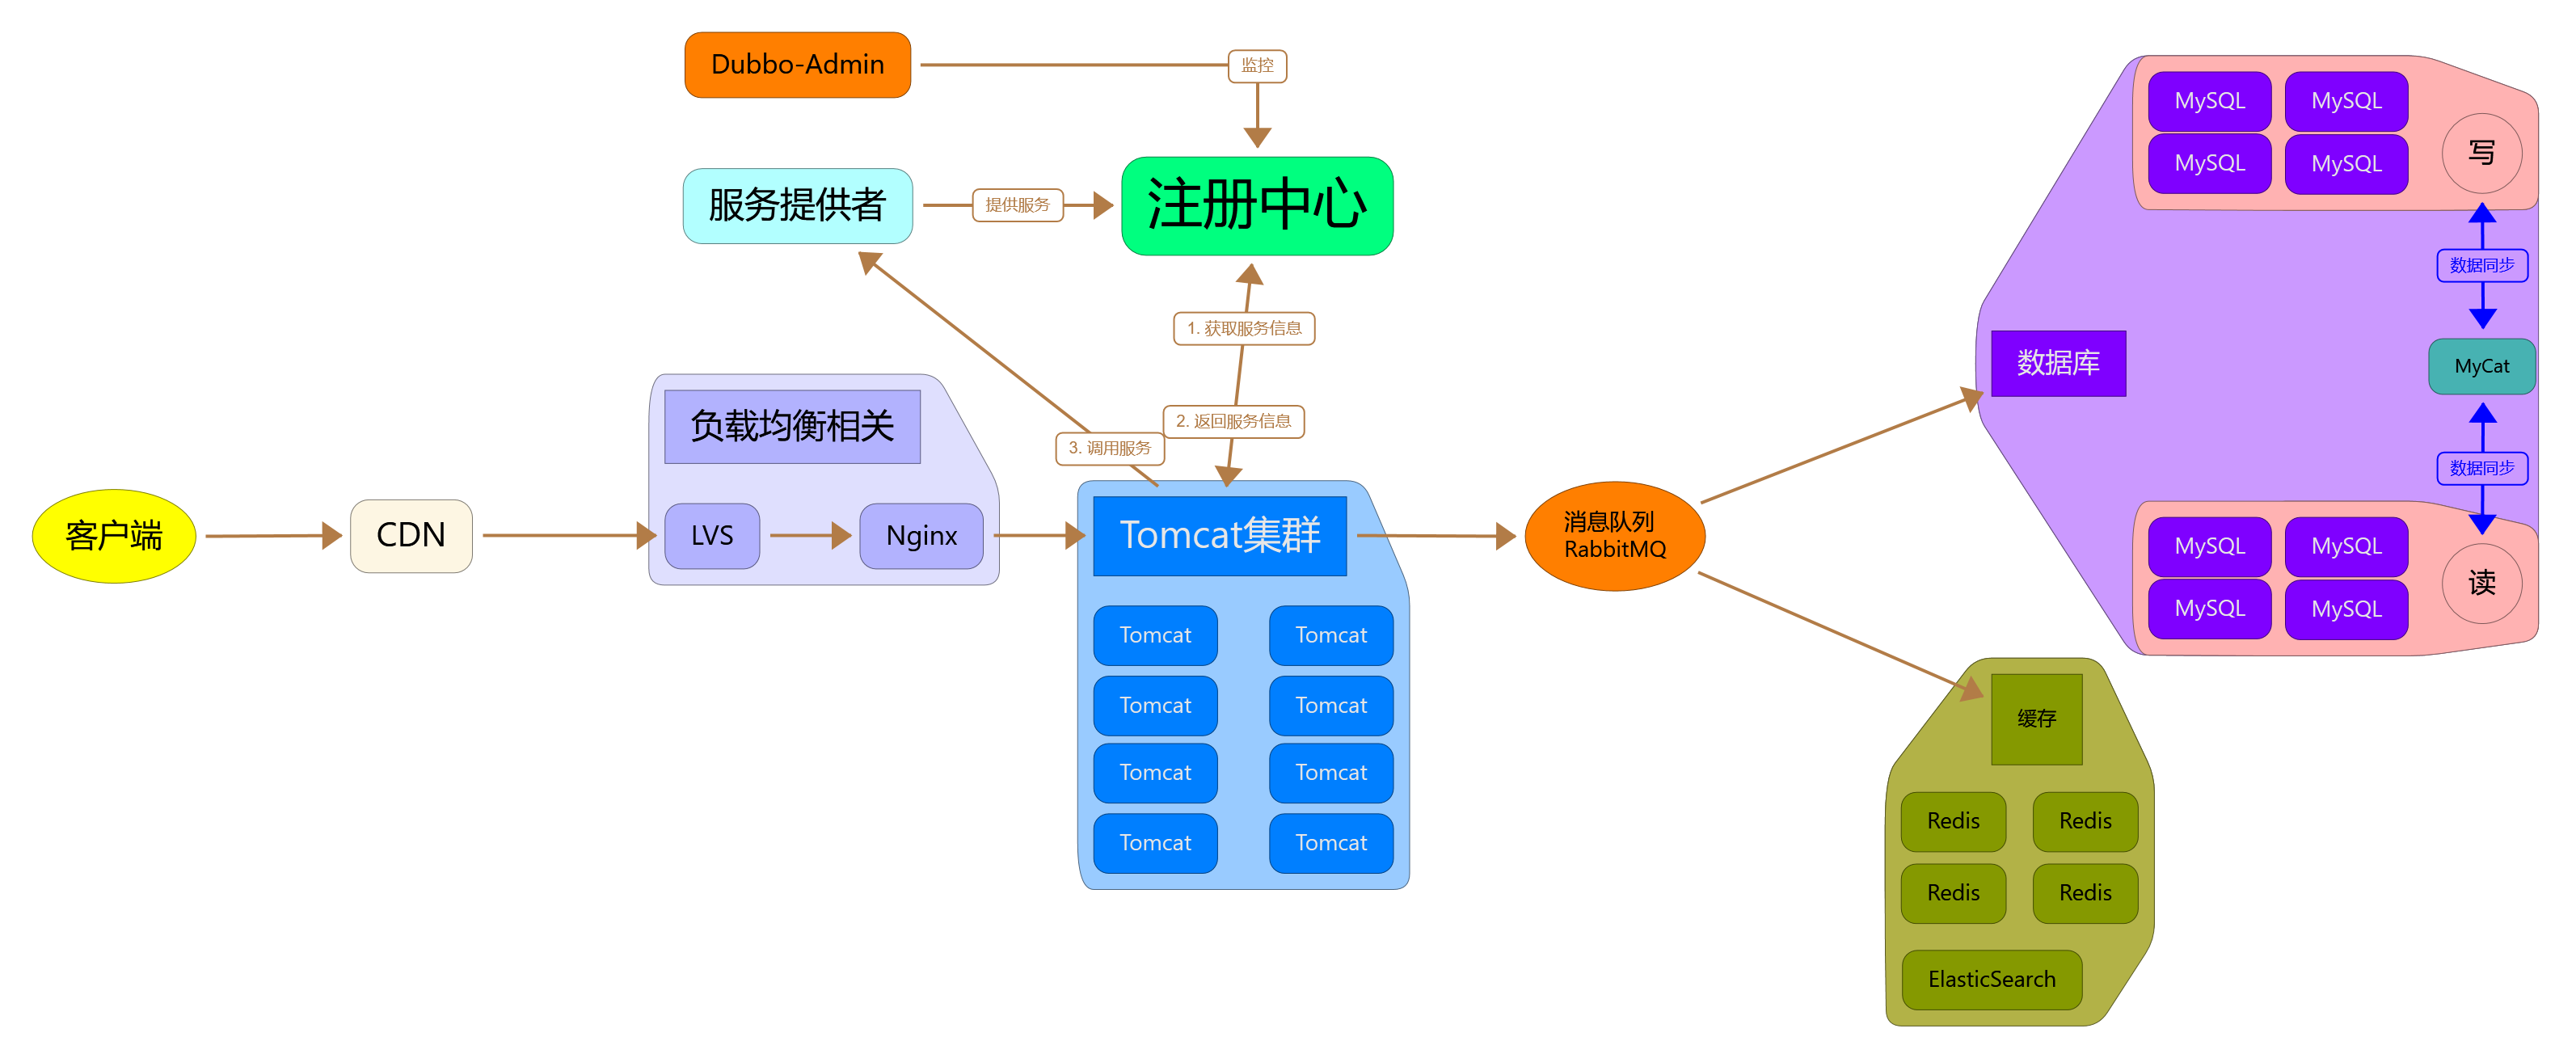 Dubbo-Admin
监控
服务提供者
提供服务
注册中心
1. 获取服务信息
2. 返回服务信息
3. 调用服务
负载均衡相关
客户端
CDN
LVS
Nginx
Tomcat集群
Tomcat
Tomcat
Tomcat
Tomcat
Tomcat
Tomcat
Tomcat
Tomcat
消息队列
RabbitMQ
数据库
MySQL
MySQL
MySQL
MySQL
写
数据同步
MyCat
数据同步
MySQL
MySQL
MySQL
MySQL
读
缓存
Redis
Redis
Redis
Redis
ElasticSearch